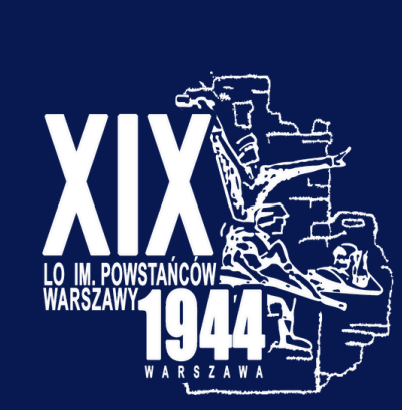 XIX
LO IM. POWSTAŃCÓW
WARSZAWY
1944
WARSZAWA